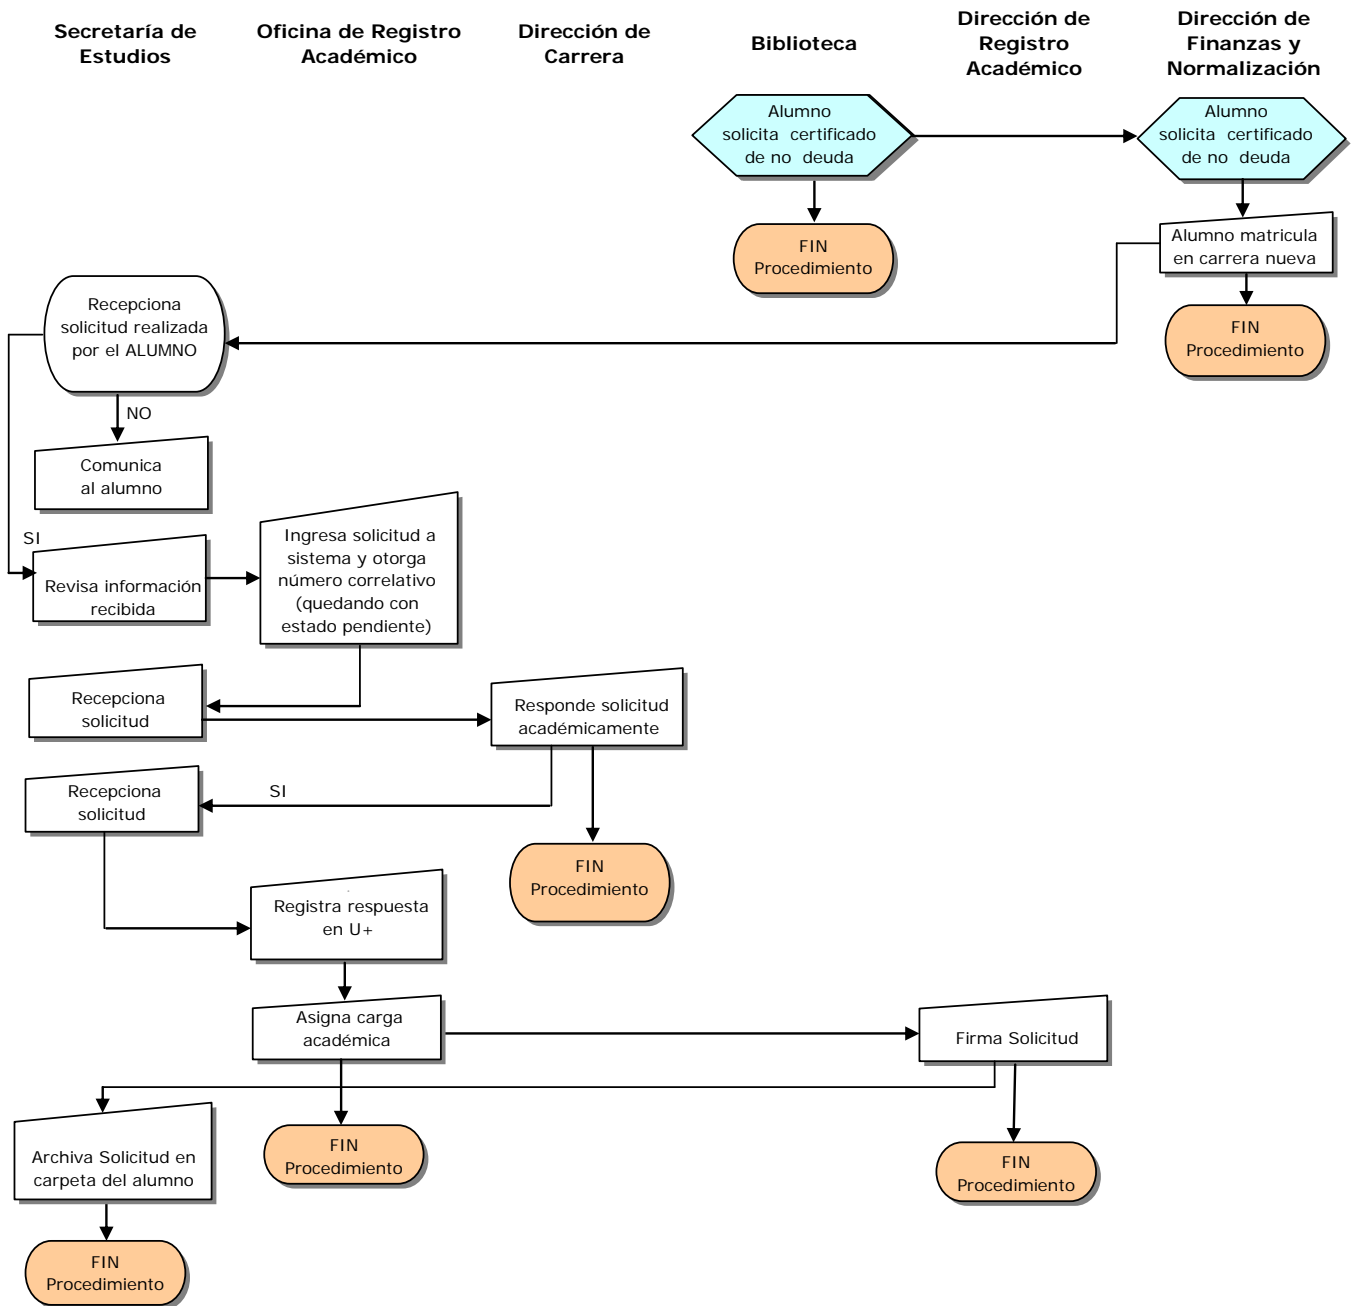 Secretaría de
Estudios
Oficina de Registro
Académico
Dirección de
Carrera
Biblioteca
Dirección de
Registro
Académico
Dirección de
Finanzas y
Normalización
Alumno
solicita certificado
de no deuda
Alumno
solicita certificado
de no deuda
FIN
Procedimiento
Alumno matricula
en carrera nueva
FIN
Procedimiento
Recepciona
solicitud realizada
por el ALUMNO
NO
Comunica
al alumno
SI
Revisa información
recibida
Ingresa solicitud a
sistema y otorga
número correlativo
(quedando con
estado pendiente)
Recepciona
solicitud
Responde solicitud
académicamente
Recepciona
solicitud
SI
FIN
Procedimiento
Registra respuesta
en U+
Asigna carga
académica
Firma Solicitud
Archiva Solicitud en
carpeta del alumno
FIN
Procedimiento
FIN
Procedimiento
FIN
Procedimiento